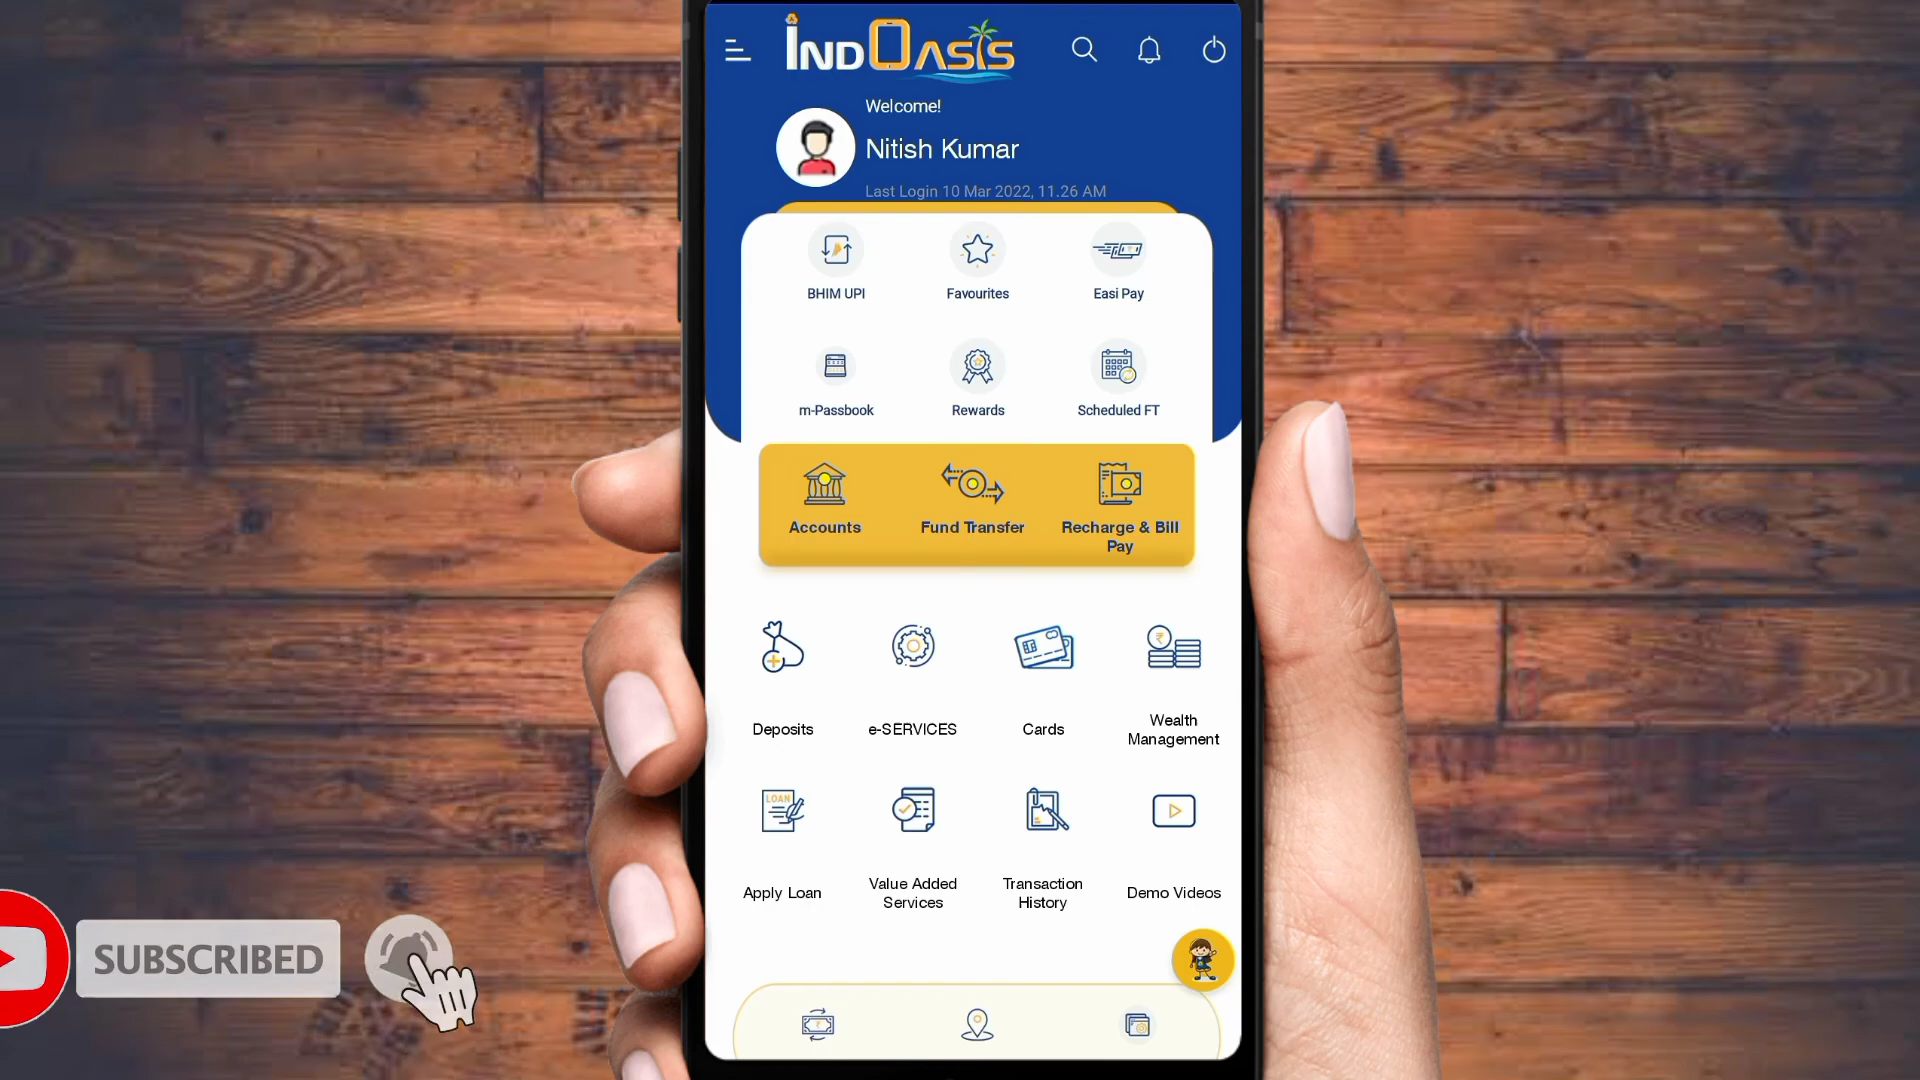 INDOASIS
Welcome!
Nitish Kumar
Last Login 10 Mar 2022, 11.26 AM
BHIM UPI
Favourites
Easi Pay
m-Passbook
Rewards
Scheduled FT
Accounts
Fund Transfer
Recharge & Bill
Pay
Deposits
e-SERVICES
Cards
Wealth
Management
LOAN
Apply Loan
Value Added
Services
Transaction
History
Demo Videos
SUBSCRIBED